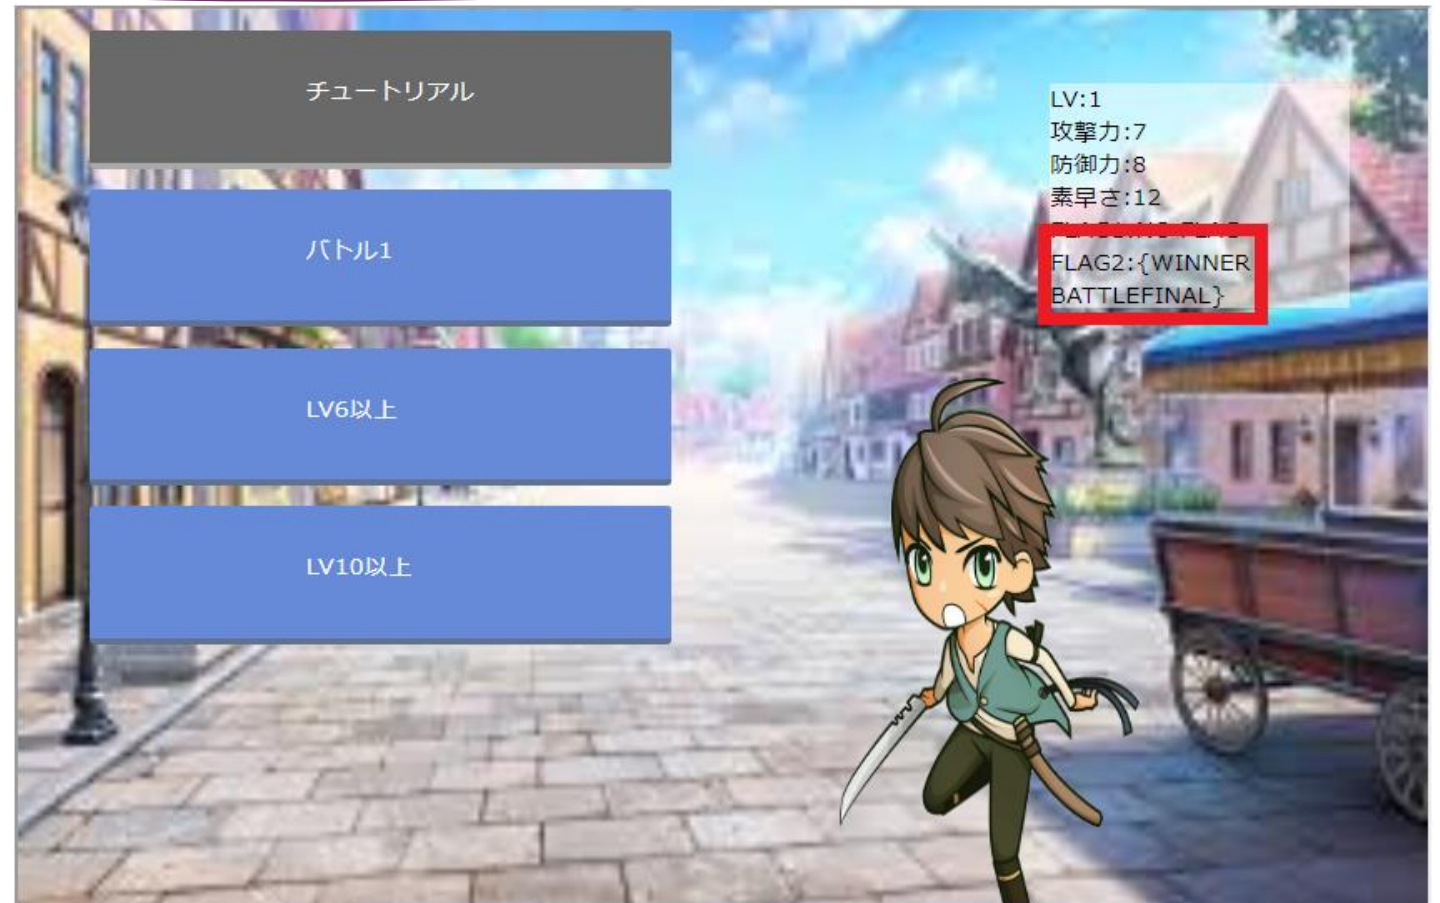 チュートリアル
バトル1
LV6以上
LV10以上
LV:1
攻撃力:7
防御力:8
素早さ:12
FLAG2:{WINNER
BATTLEFINAL}